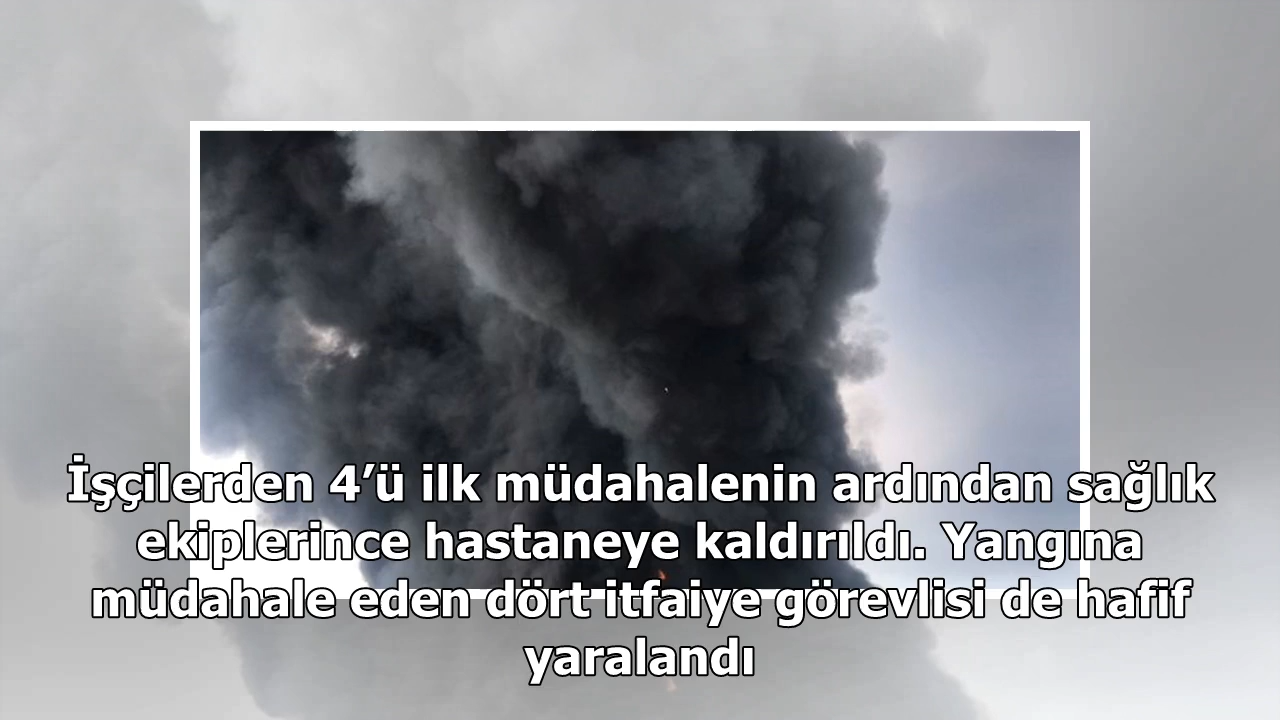 İşçilerden 4’ü ilk müdahalenin ardından sağlık
ekiplerince hastaneye kaldırıldı. Yangına
müdahale eden dört itfaiye görevlisi de hafif
yaralandı